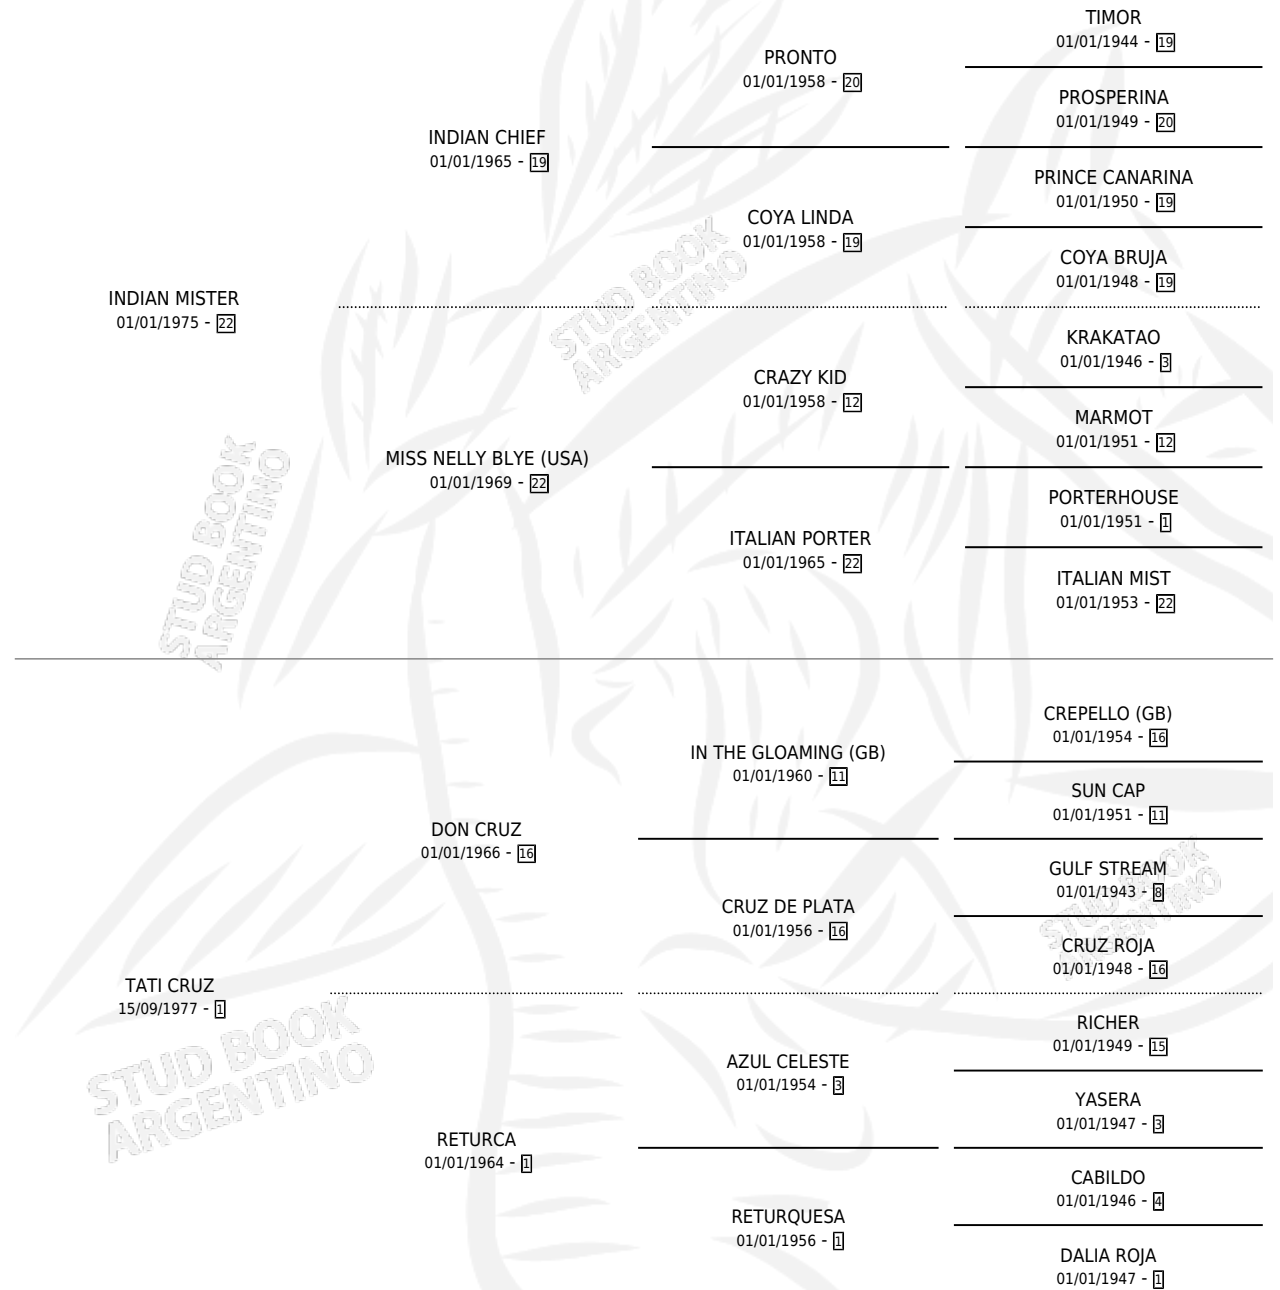 TIMOR
01/01/1944 - 19
PRONTO
01/01/1958 - 20
PROSPERINA
01/01/1949 - 20
INDIAN CHIEF
01/01/1965 - 19
PRINCE CANARINA
01/01/1950 - 19
COYA LINDA
01/01/1958 - 19
COYA BRUJA
01/01/1948 - 19
INDIAN MISTER
01/01/1975 - 22
STUD BOOK
ARGENTINO
KRAKATAO
01/01/1946 - 3
CRAZY KID
01/01/1958 - 12
MARMOT
01/01/1951 - 12
MISS NELLY BLYE (USA)
01/01/1969 - 22
PORTERHOUSE
01/01/1951 - 1
ITALIAN PORTER
01/01/1965 - 22
ITALIAN MIST
01/01/1953 - 22
STUD BOOK
ARGENTINO
CREPELLO (GB)
01/01/1954 - 16
IN THE GLOAMING (GB)
01/01/1960 - 11
SUN CAP
01/01/1951 - 11
DON CRUZ
01/01/1966 - 16
GULF STREAM
01/01/1943 - 8
CRUZ DE PLATA
01/01/1956 - 16
STUD BOOK
ARGENTINO
CRUZ ROJA
01/01/1948 - 16
TATI CRUZ
15/09/1977 - 1
RICHER
01/01/1949 - 15
AZUL CELESTE
01/01/1954 - 3
STUD BOOK
ARGENTINO
YASERA
01/01/1947 - 3
RETURCA
01/01/1964 - 1
CABILDO
01/01/1946 - 4
RETURQUESA
01/01/1956 - 1
DALIA ROJA
01/01/1947 - 1